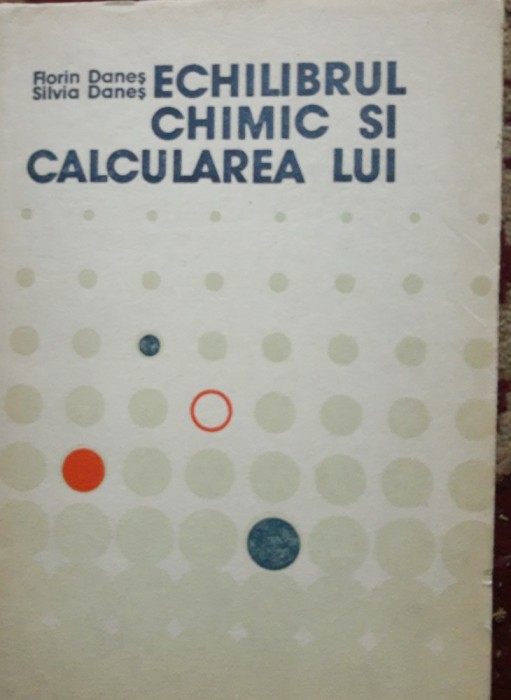 Florin Daneş
Silvia Daneş
ECHILIBRUL
CHIMIC SI
CALCULAREA LUI